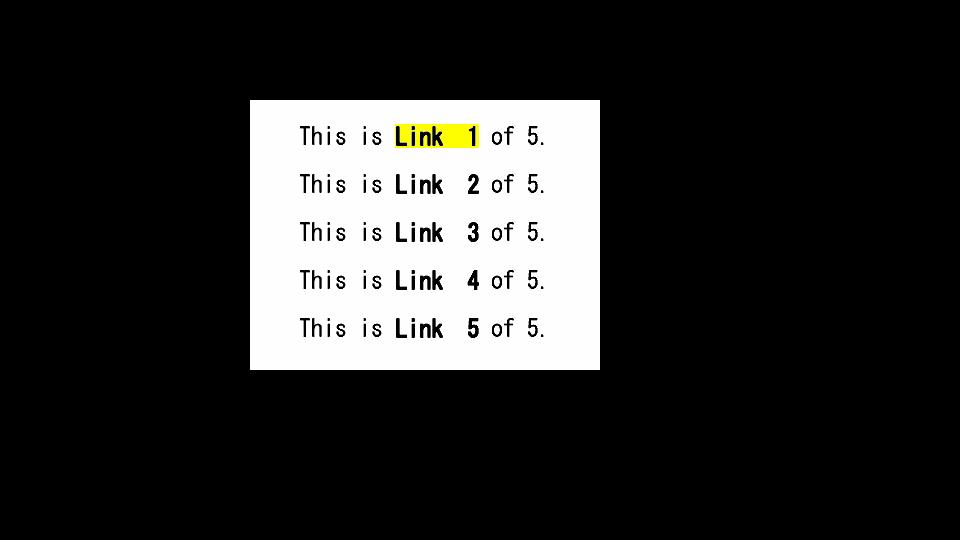 This is Link 1 of 5.
This is Link 2 of 5.
This is Link 3 of 5.
This is Link 4 of 5.
This is Link 5 of 5.